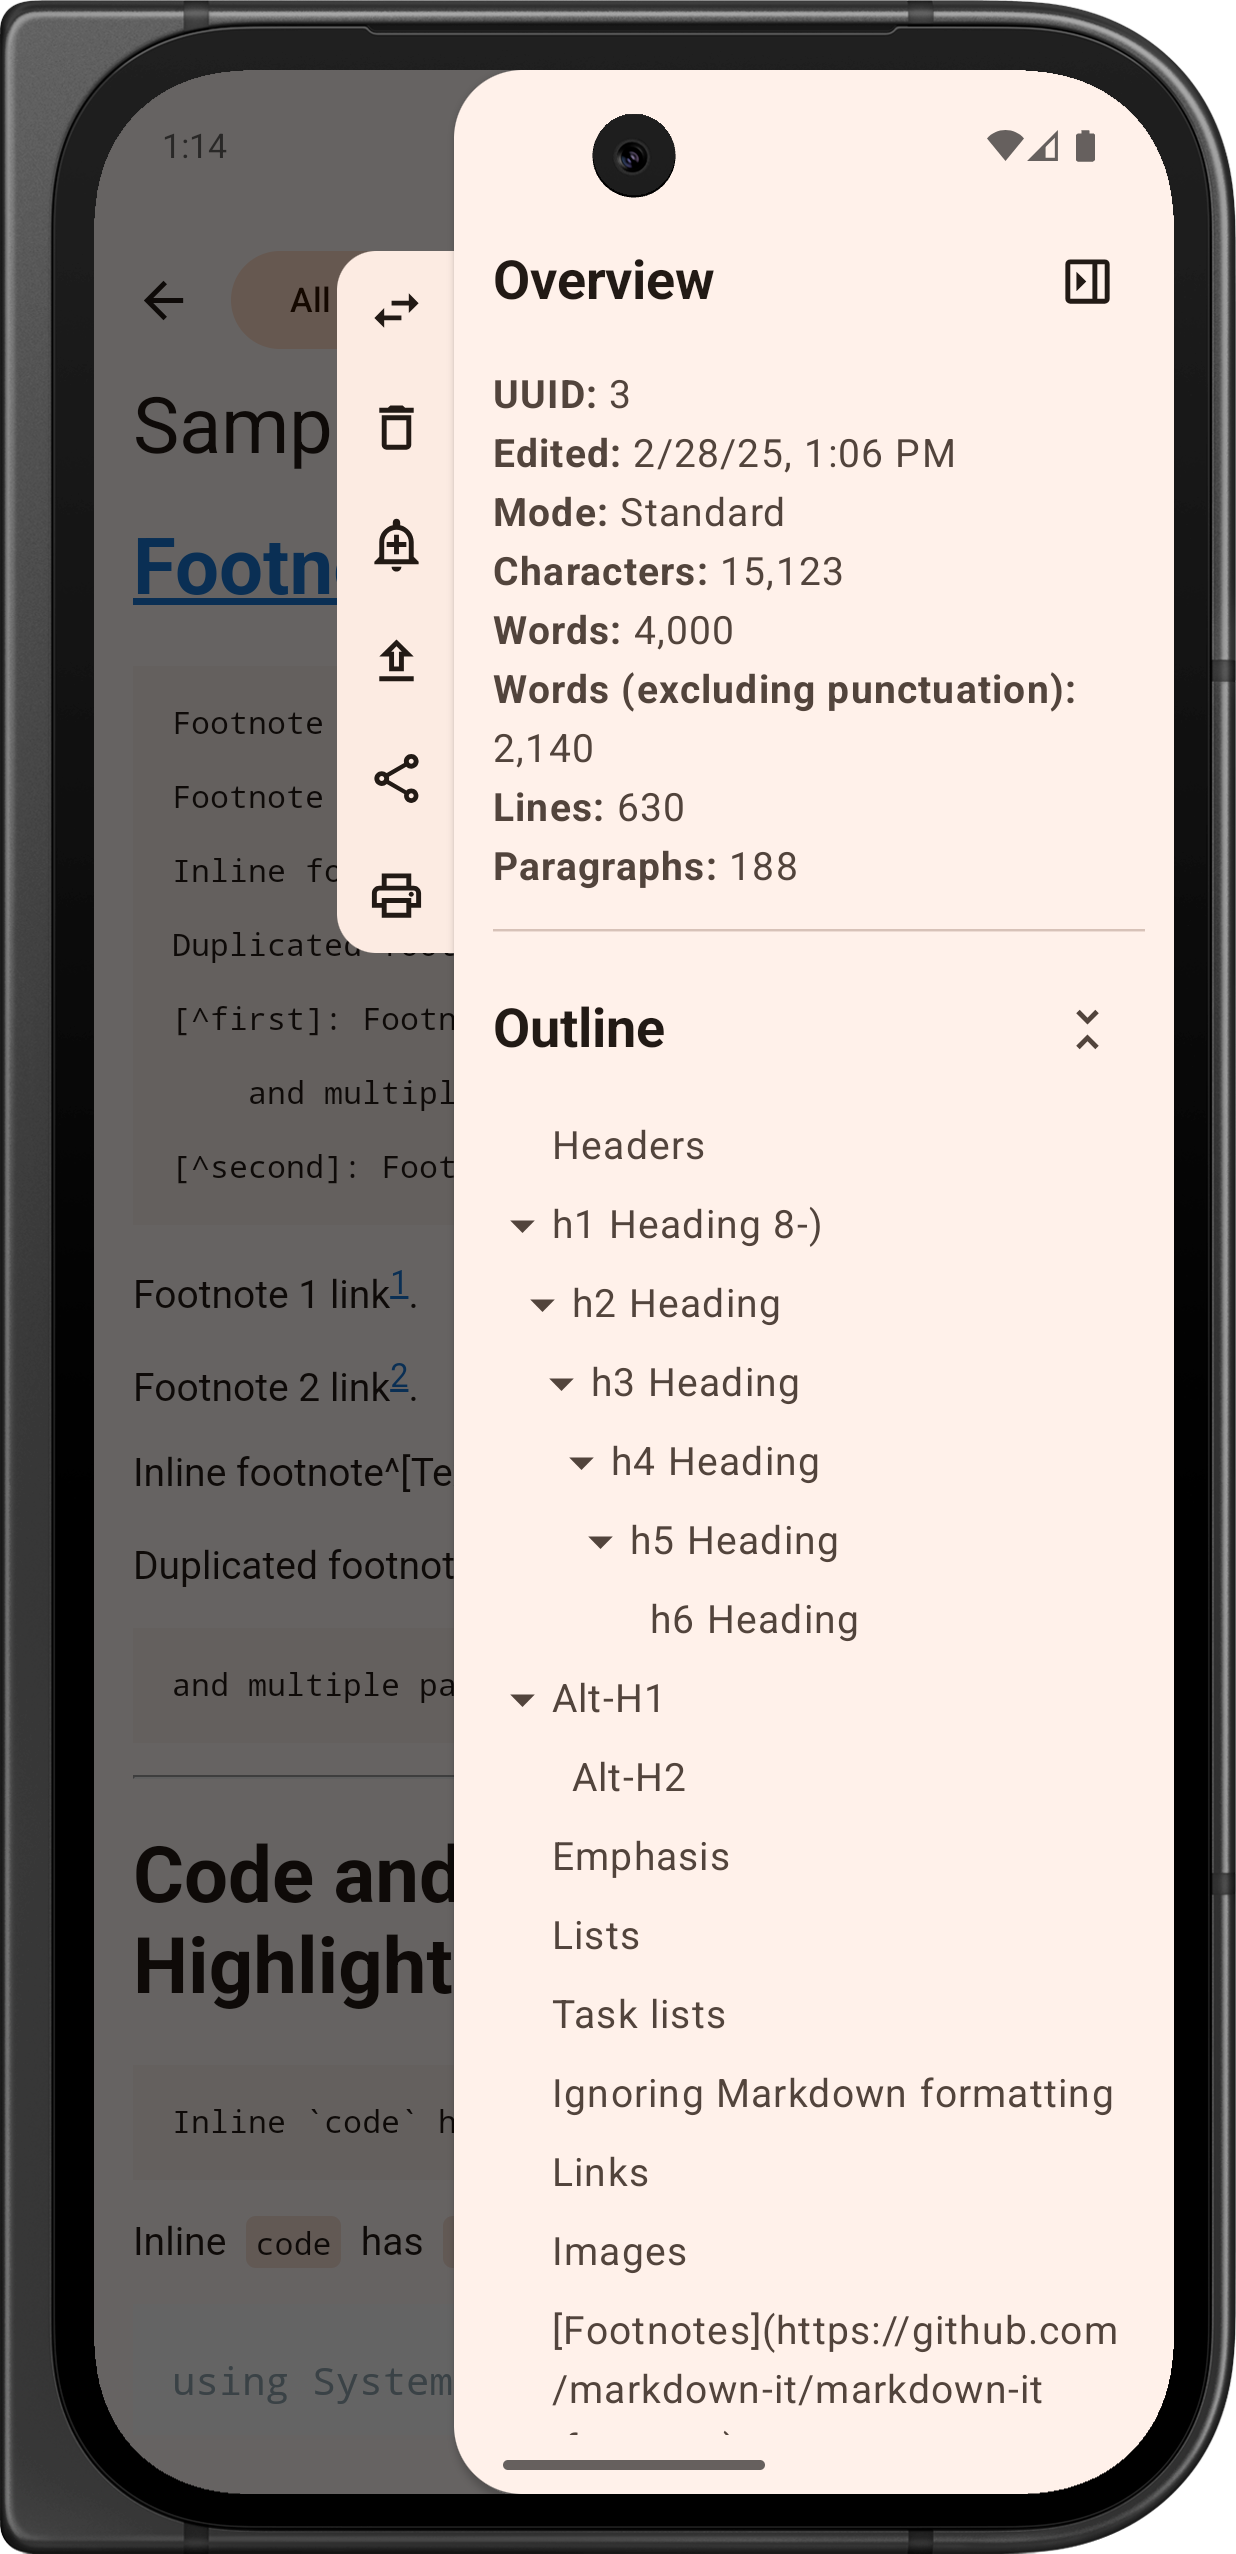 1:14
All
Samp
Footn
Footnote
Footnote
Inline fo
Duplicated
[^first]: Footn
and multipl
[^second]: Foot
Footnote 1 link1.
Footnote 2 link2.
Inline footnote^[Te
Duplicated footnot
and multiple pa
Code and
Highlight
Inline `code` h
Inline code has
using System
Overview
UUID: 3
Edited: 2/28/25, 1:06 PM
Mode: Standard
Characters: 15,123
Words: 4,000
Words (excluding punctuation):
2,140
Lines: 630
Paragraphs: 188
Outline
Headers
h1 Heading 8-)
h2 Heading
h3 Heading
h4 Heading
h5 Heading
h6 Heading
Alt-H1
Alt-H2
Emphasis
Lists
Task lists
Ignoring Markdown formatting
Links
Images
[Footnotes](https://github.com
/markdown-it/markdown-it